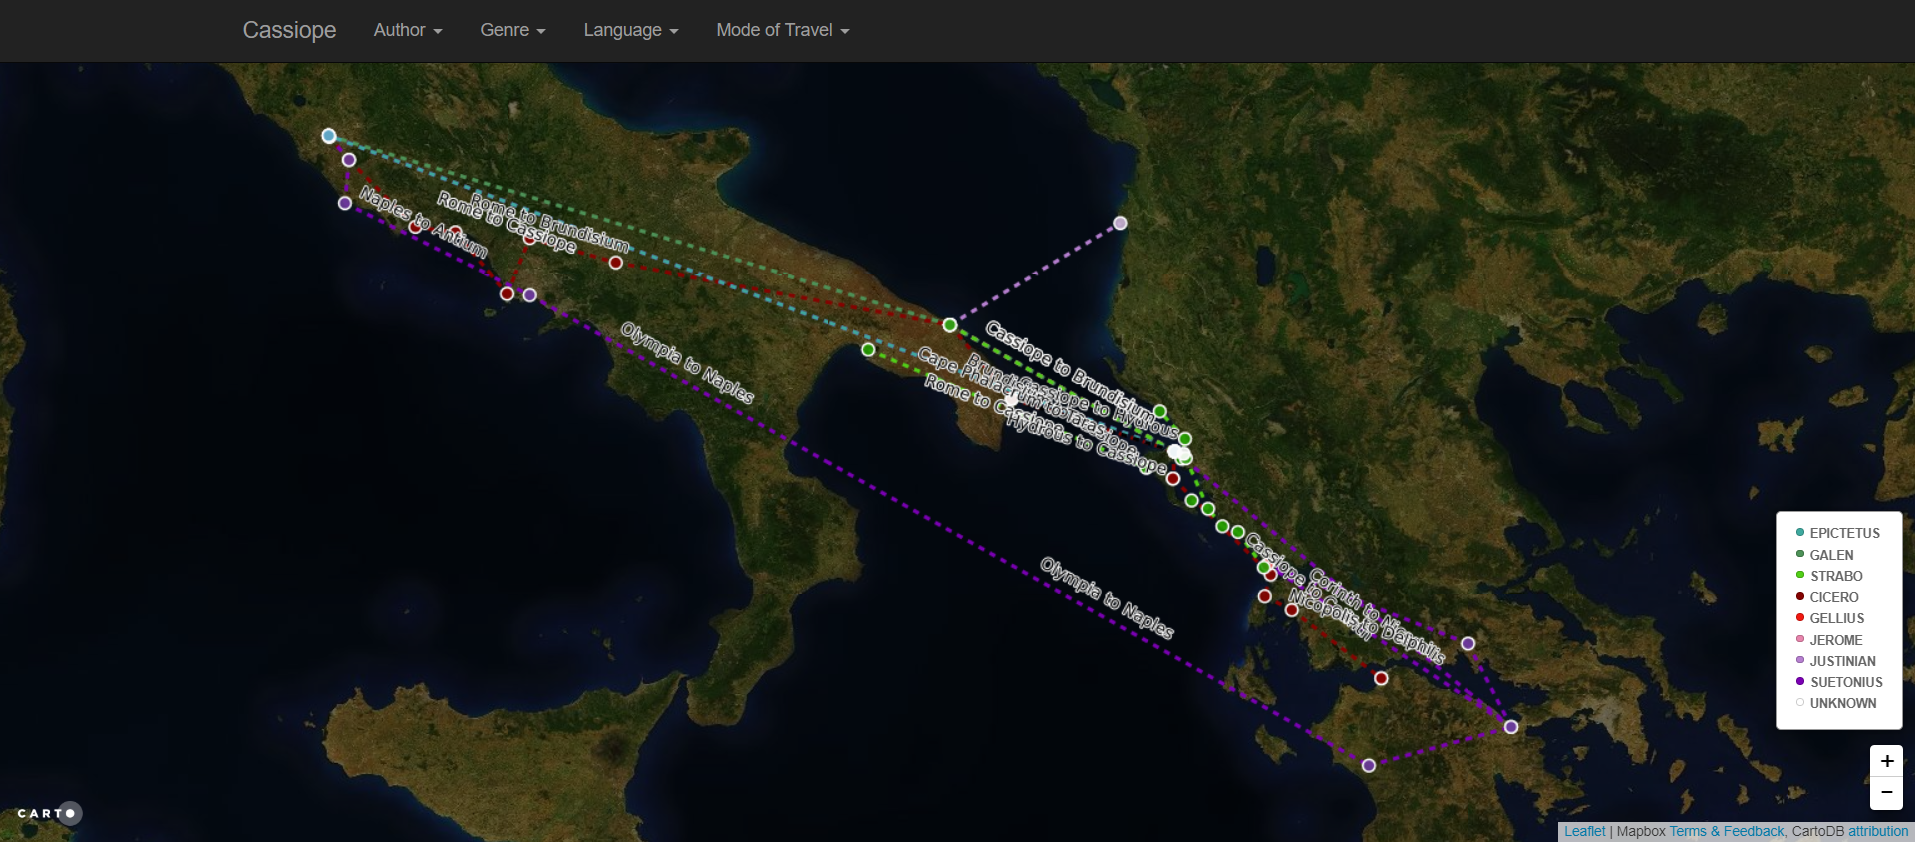 Cassiope
Author
Genre
Language
Mode of Travel
Rome to Brundisium
Rome to Cassiope
Naples to Antium
Olympia to Naples
Cassiope to Brundisium
Cassiope to Hydrous
Cape Phalacrum to
Rome to Cassiope
Hydrous to Cassiope
Olympia to Naples
Cassiope to
Corinth to
Nicopolis to Delphi
EPICTETUS
GALEN
STRABO
CICERO
GELLIUS
JEROME
JUSTINIAN
SUETONIUS
UNKNOWN
+
−
CARTO
Leaflet | Mapbox Terms & Feedback, CartoDB attribution